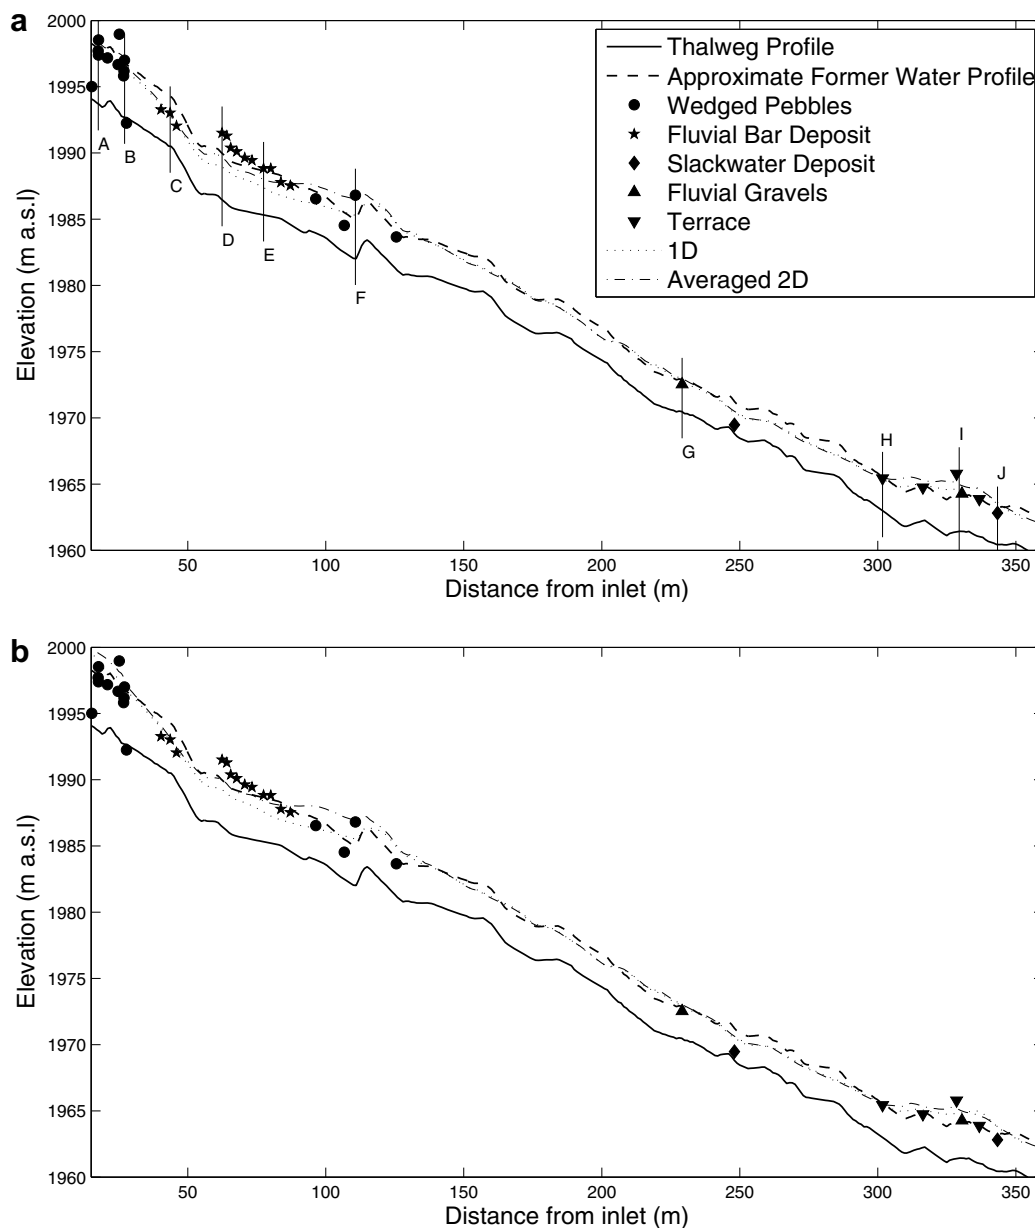 a
2000
1995
1990
1985
1980
1975
1970
1965
1960
Elevation (m a.s.l)
A
B
C
D
E
F
G
H
I
J
Thalweg Profile
Approximate Former Water Profile
Wedged Pebbles
Fluvial Bar Deposit
Slackwater Deposit
Fluvial Gravels
Terrace
1D
Averaged 2D
50 100 150 200 250 300 350
Distance from inlet (m)
b
2000
1995
1990
1985
1980
1975
1970
1965
1960
Elevation (m a.s.l)
50 100 150 200 250 300 350
Distance from inlet (m)